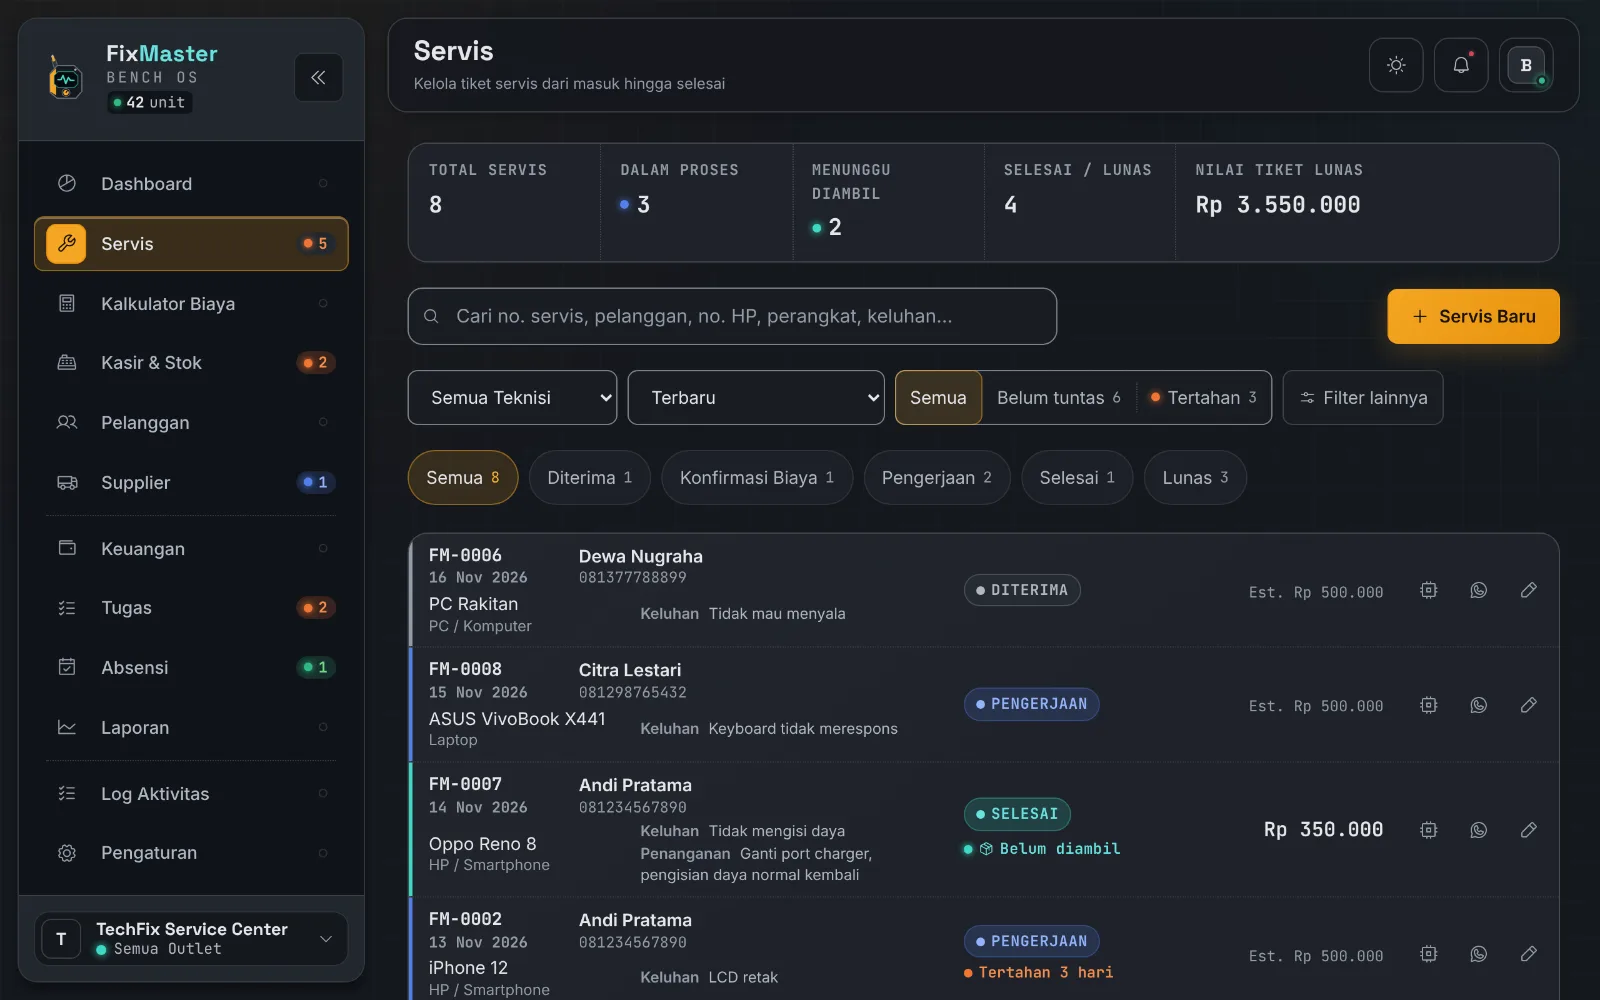 FixMaster
BENCH OS
42 unit
Dashboard
Servis 5
Kalkulator Biaya
Kasir & Stok 2
Pelanggan
Supplier 1
Keuangan
Tugas 2
Absensi 1
Laporan
Log Aktivitas
Pengaturan
T
TechFix Service Center
Semua Outlet
Servis
Kelola tiket servis dari masuk hingga selesai
B
TOTAL SERVIS
8
DALAM PROSES
3
MENUNGGU
DIAMBIL
2
SELESAI / LUNAS
4
NILAI TIKET LUNAS
Rp 3.550.000
Cari no. servis, pelanggan, no. HP, perangkat, keluhan...
+ Servis Baru
Semua Teknisi
Terbaru
Semua
Belum tuntas 6
Tertahan 3
Filter lainnya
Semua 8
Diterima 1
Konfirmasi Biaya 1
Pengerjaan 2
Selesai 1
Lunas 3
FM-0006
16 Nov 2026
PC Rakitan
PC / Komputer
Dewa Nugraha
081377788899
Keluhan Tidak mau menyala
DITERIMA
Est. Rp 500.000
FM-0008
15 Nov 2026
ASUS VivoBook X441
Laptop
Citra Lestari
081298765432
Keluhan Keyboard tidak merespons
PENGERJAAN
Est. Rp 500.000
FM-0007
14 Nov 2026
Oppo Reno 8
HP / Smartphone
Andi Pratama
081234567890
Keluhan Tidak mengisi daya
Penanganan Ganti port charger,
pengisian daya normal kembali
SELESAI
Belum diambil
Rp 350.000
FM-0002
13 Nov 2026
iPhone 12
HP / Smartphone
Andi Pratama
081234567890
Keluhan LCD retak
PENGERJAAN
Tertahan 3 hari
Est. Rp 500.000